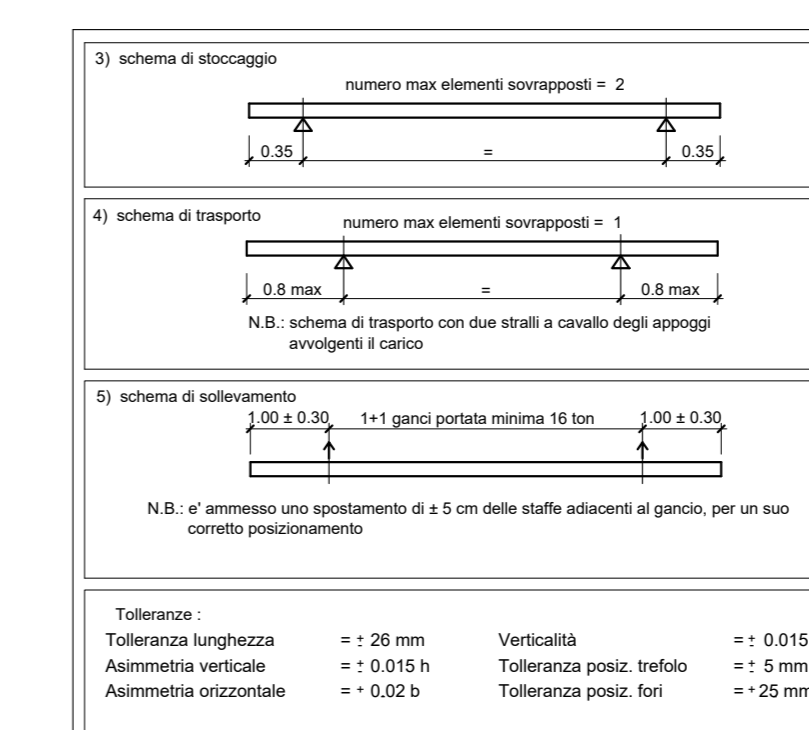 3) schema di stoccaggio
numero max elementi sovrapposti = 2
0.35 = 0.35
4) schema di trasporto
numero max elementi sovrapposti = 1
0.8 max = 0.8 max
N.B.: schema di trasporto con due stralli a cavallo degli appoggi
avvolgenti il carico
5) schema di sollevamento
1.00 ± 0.30 1+1 ganci portata minima 16 ton 1.00 ± 0.30
N.B.: e' ammesso uno spostamento di ± 5 cm delle staffe adiacenti al gancio, per un suo
corretto posizionamento
Tolleranze :
Tolleranza lunghezza = ± 26 mm Verticalità = ± 0.015
Asimmetria verticale = ± 0.015 h Tolleranza posiz. trefolo = ± 5 mm
Asimmetria orizzontale = + 0.02 b Tolleranza posiz. fori = + 25 mm